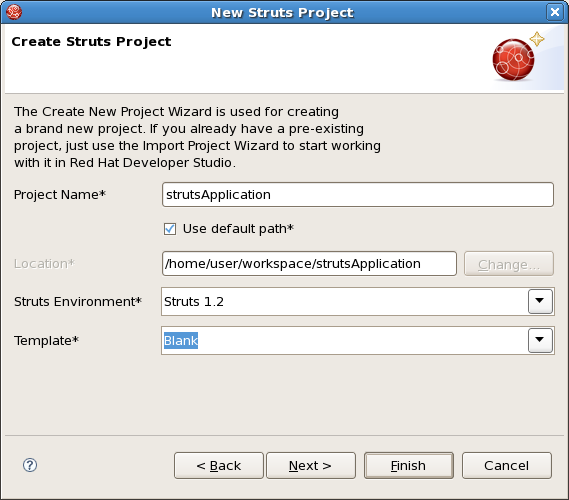 New Struts Project
Create Struts Project
The Create New Project Wizard is used for creating
a brand new project. If you already have a pre-existing
project, just use the Import Project Wizard to start working
with it in Red Hat Developer Studio.
Project Name* strutsApplication
Use default path*
Location* /home/user/workspace/strutsApplication Change...
Struts Environment* Struts 1.2
Template* Blank
? < Back Next > Finish Cancel